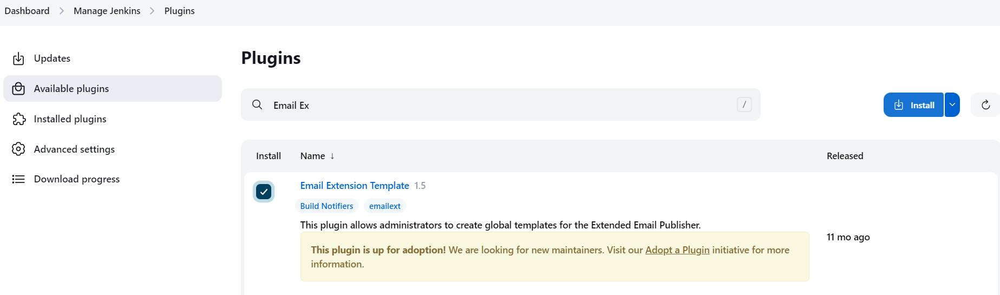 Dashboard > Manage Jenkins > Plugins
Updates
Available plugins
Installed plugins
Advanced settings
Download progress
Plugins
Email Ex /
Install
Install Name ↓ Released
Email Extension Template 1.5
Build Notifiers emailext
This plugin allows administrators to create global templates for the Extended Email Publisher.
This plugin is up for adoption! We are looking for new maintainers. Visit our Adopt a Plugin initiative for more
information.
11 mo ago